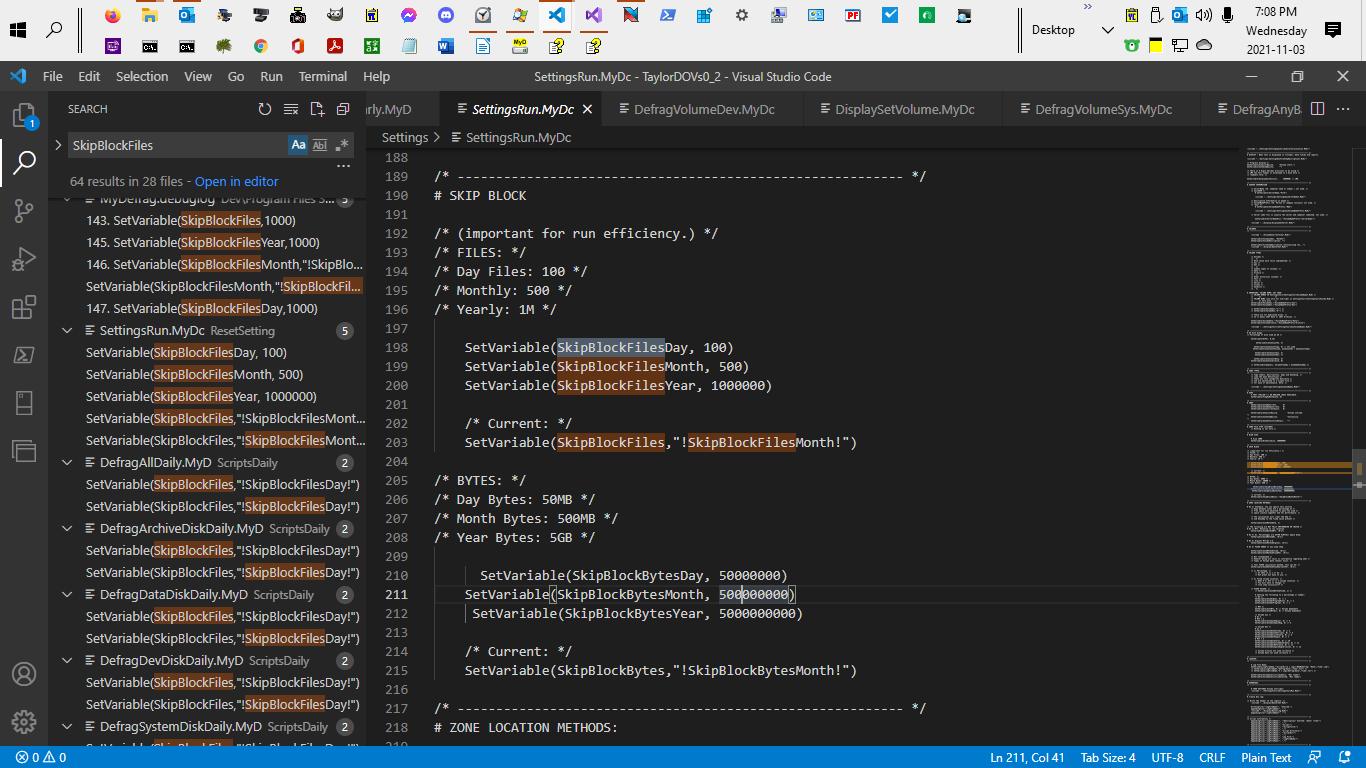 Desktop
»
7:08 PM
Wednesday
2021-11-03
File Edit Selection View Go Run Terminal Help
SettingsRun.MyDc - TaylorDOVs0_2 - Visual Studio Code
SEARCH
rly.MyD
SettingsRun.MyDc
DefragVolumeDev.MyDc
DisplaySetVolume.MyDc
DefragVolumeSys.MyDc
DefragAnyB
1
SkipBlockFiles
Aa Abl .*
...
64 results in 28 files - Open in editor
MyDefrag.debuglog Dev\Program Files S... 5
143. SetVariable(SkipBlockFiles,1000)
145. SetVariable(SkipBlockFilesYear,1000)
146. SetVariable(SkipBlockFilesMonth,"!SkipBlo...
SetVariable(SkipBlockFilesMonth,"!SkipBlockFil...
147. SetVariable(SkipBlockFilesDay,1000)
SettingsRun.MyDc ResetSetting 5
SetVariable(SkipBlockFilesDay, 100)
SetVariable(SkipBlockFilesMonth, 500)
SetVariable(SkipBlockFilesYear, 1000000)
SetVariable(SkipBlockFiles,"!SkipBlockFilesMont...
SetVariable(SkipBlockFiles,"!SkipBlockFilesMont...
DefragAllDaily.MyD ScriptsDaily 2
SetVariable(SkipBlockFiles,"!SkipBlockFilesDay!")
SetVariable(SkipBlockFiles,"!SkipBlockFilesDay!")
DefragArchiveDiskDaily.MyD ScriptsDaily 2
SetVariable(SkipBlockFiles,"!SkipBlockFilesDay!")
SetVariable(SkipBlockFiles,"!SkipBlockFilesDay!")
DefragDataDiskDaily.MyD ScriptsDaily 2
SetVariable(SkipBlockFiles,"!SkipBlockFilesDay!")
SetVariable(SkipBlockFiles,"!SkipBlockFilesDay!")
DefragDevDiskDaily.MyD ScriptsDaily 2
SetVariable(SkipBlockFiles,"!SkipBlockFilesDay!")
SetVariable(SkipBlockFiles,"!SkipBlockFilesDay!")
DefragSystemDiskDaily.MyD ScriptsDaily 2
Settings > SettingsRun.MyDc
188
189 /* ---------------------------------------------------------- */
190 # SKIP BLOCK
191
192 /* (important for run efficiency.) */
193 /* FILES: */
194 /* Day Files: 100 */
195 /* Monthly: 500 */
196 /* Yearly: 1M */
197
198 SetVariable(SkipBlockFilesDay, 100)
199 SetVariable(SkipBlockFilesMonth, 500)
200 SetVariable(SkipBlockFilesYear, 1000000)
201
202 /* Current: */
203 SetVariable(SkipBlockFiles,"!SkipBlockFilesMonth!")
204
205 /* BYTES: */
206 /* Day Bytes: 50MB */
207 /* Month Bytes: 500MB */
208 /* Year Bytes: 5GB */
209
210 SetVariable(SkipBlockBytesDay, 50000000)
211 SetVariable(SkipBlockBytesMonth, 500000000)
212 SetVariable(SkipBlockBytesYear, 5000000000)
213
214 /* Current: */
215 SetVariable(SkipBlockBytes,"!SkipBlockBytesMonth!")
216
217 /* ---------------------------------------------------------- */
218 # ZONE LOCATION METHODS:
0 0
Ln 211, Col 41 Tab Size: 4 UTF-8 CRLF Plain Text